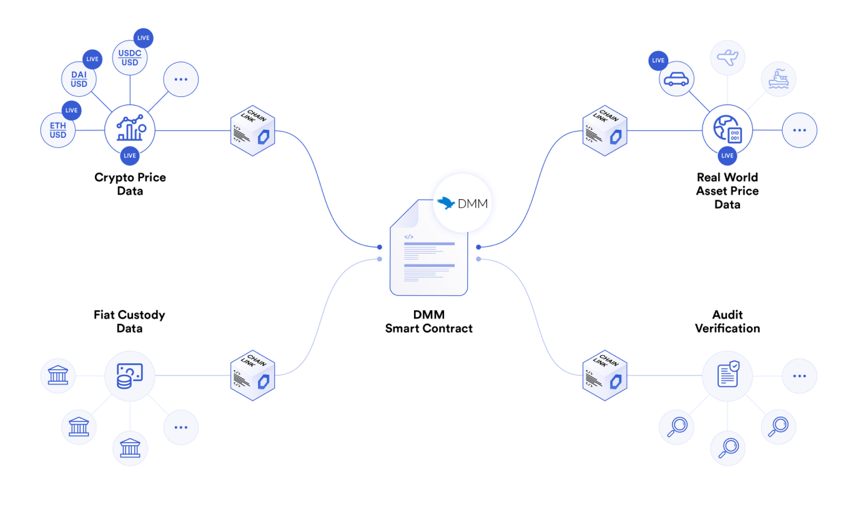 LIVE
USDC
USD
LIVE
DAI
USD
LIVE
ETH
USD
LIVE
Crypto Price
Data
CHAIN
LINK
LIVE
LIVE
Real World
Asset Price
Data
CHAIN
LINK
DMM
</>
DMM
Smart Contract
Fiat Custody
Data
CHAIN
LINK
Audit
Verification
CHAIN
LINK